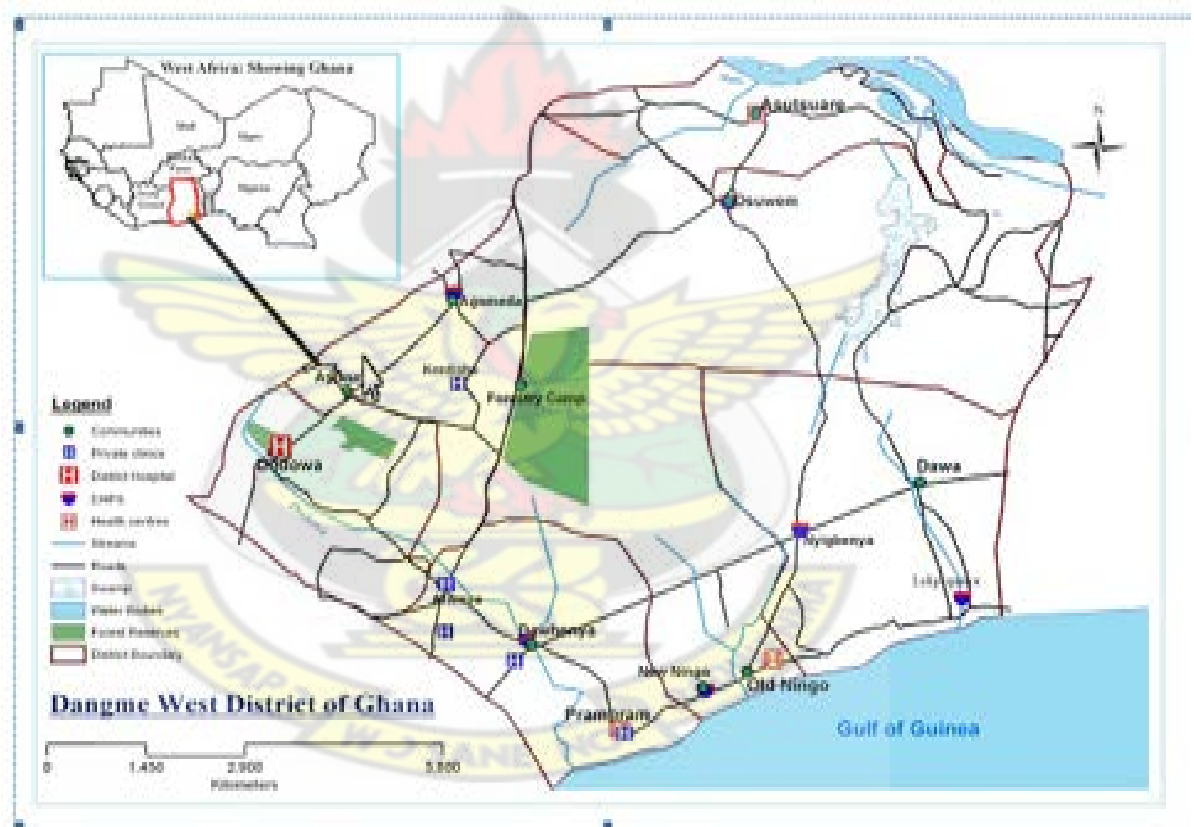 West Africa: Showing Ghana
Mali
Niger
Nigeria
N
Asutsuare
Osuwem
Agomeda
Forestry Camp
Dodowa
Dawa
Nyigbenya
Dawhenya
New Ningo
Old Ningo
Prampram
Gulf of Guinea
Legend
Communities
Private clinics
District Hospital
CHPS
Health centres
Streams
Roads
Swamp
Water Bodies
Forest Reserves
District Boundary
Dangme West District of Ghana
0 1,450 2,900 5,800
Kilometers